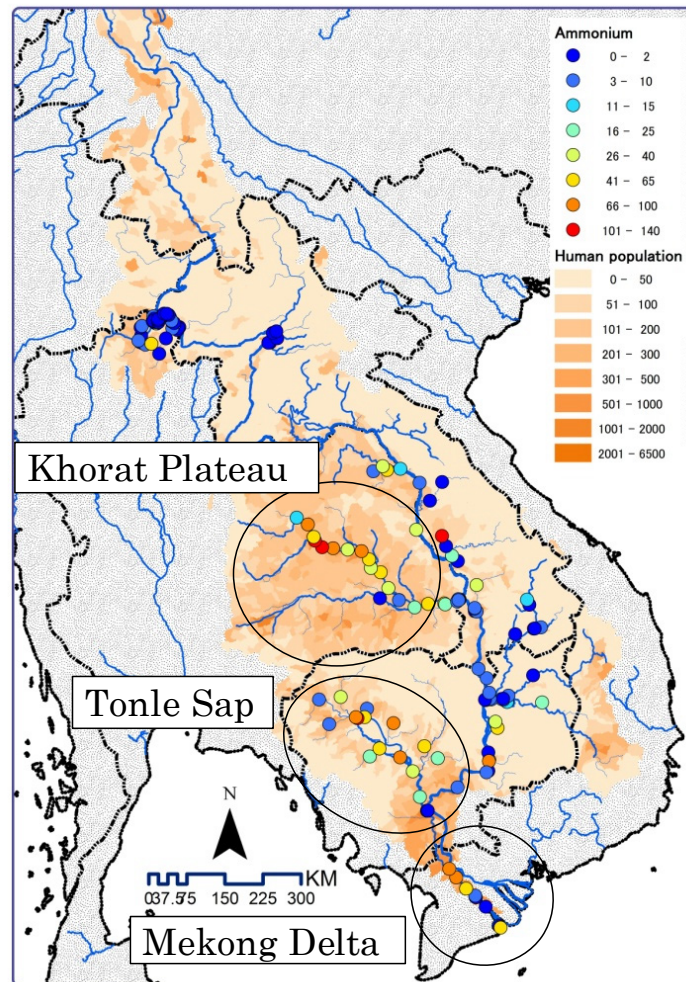 Ammonium
0 - 2
3 - 10
11 - 15
16 - 25
26 - 40
41 - 65
66 - 100
101 - 140
Human population
0 - 50
51 - 100
101 - 200
201 - 300
301 - 500
501 - 1000
1001 - 2000
2001 - 6500
Khorat Plateau
Tonle Sap
N
KM
037.575 150 225 300
Mekong Delta